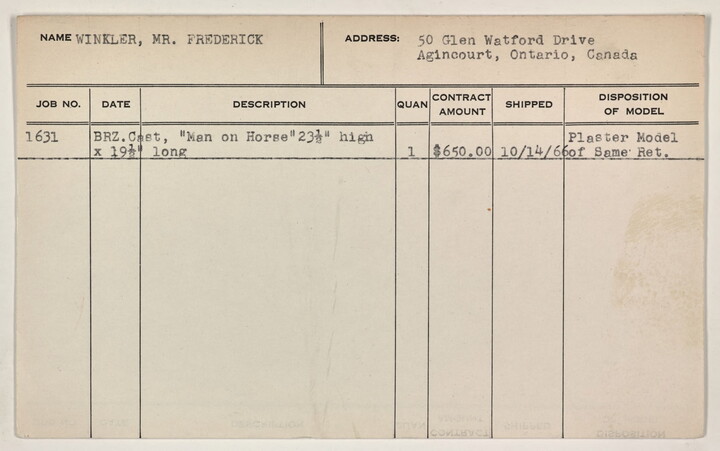 NAME WINKLER, MR. FREDERICK
ADDRESS: 50 Glen Watford Drive
Agincourt, Ontario, Canada
JOB NO. DATE DESCRIPTION QUAN CONTRACT AMOUNT SHIPPED DISPOSITION OF MODEL
1631 BRZ.Cast, "Man on Horse"23½" high Plaster Model
x 19½" long 1 $650.00 10/14/66 of Same Ret.